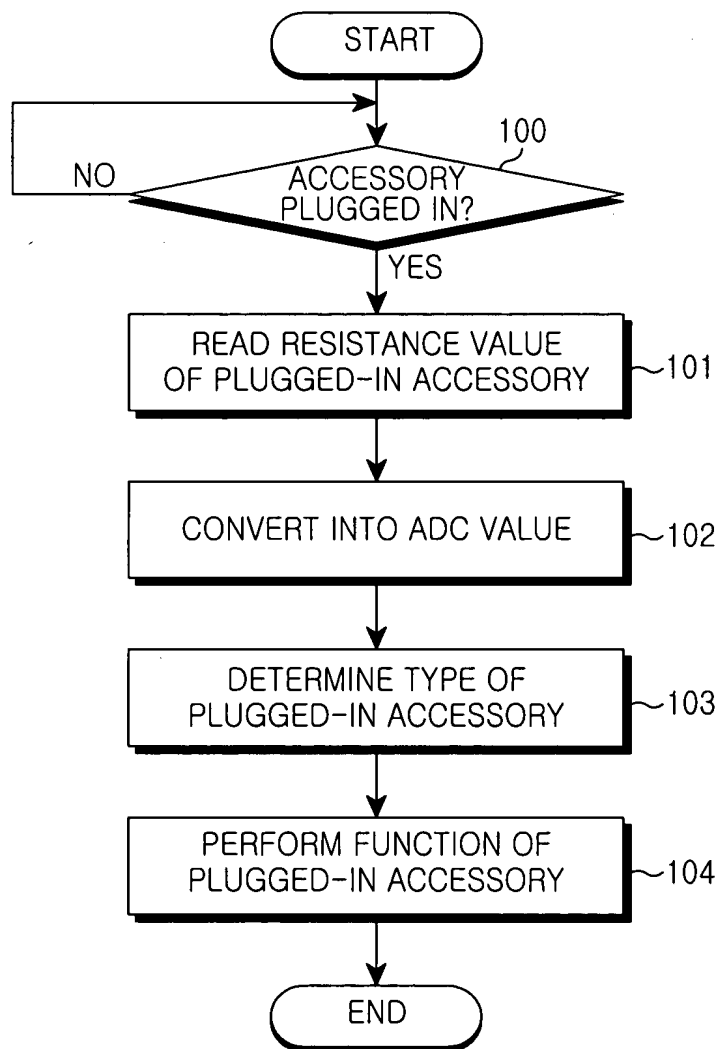 START
100
NO
ACCESSORY
PLUGGED IN?
YES
READ RESISTANCE VALUE
OF PLUGGED-IN ACCESSORY
101
CONVERT INTO ADC VALUE
102
DETERMINE TYPE OF
PLUGGED-IN ACCESSORY
103
PERFORM FUNCTION OF
PLUGGED-IN ACCESSORY
104
END